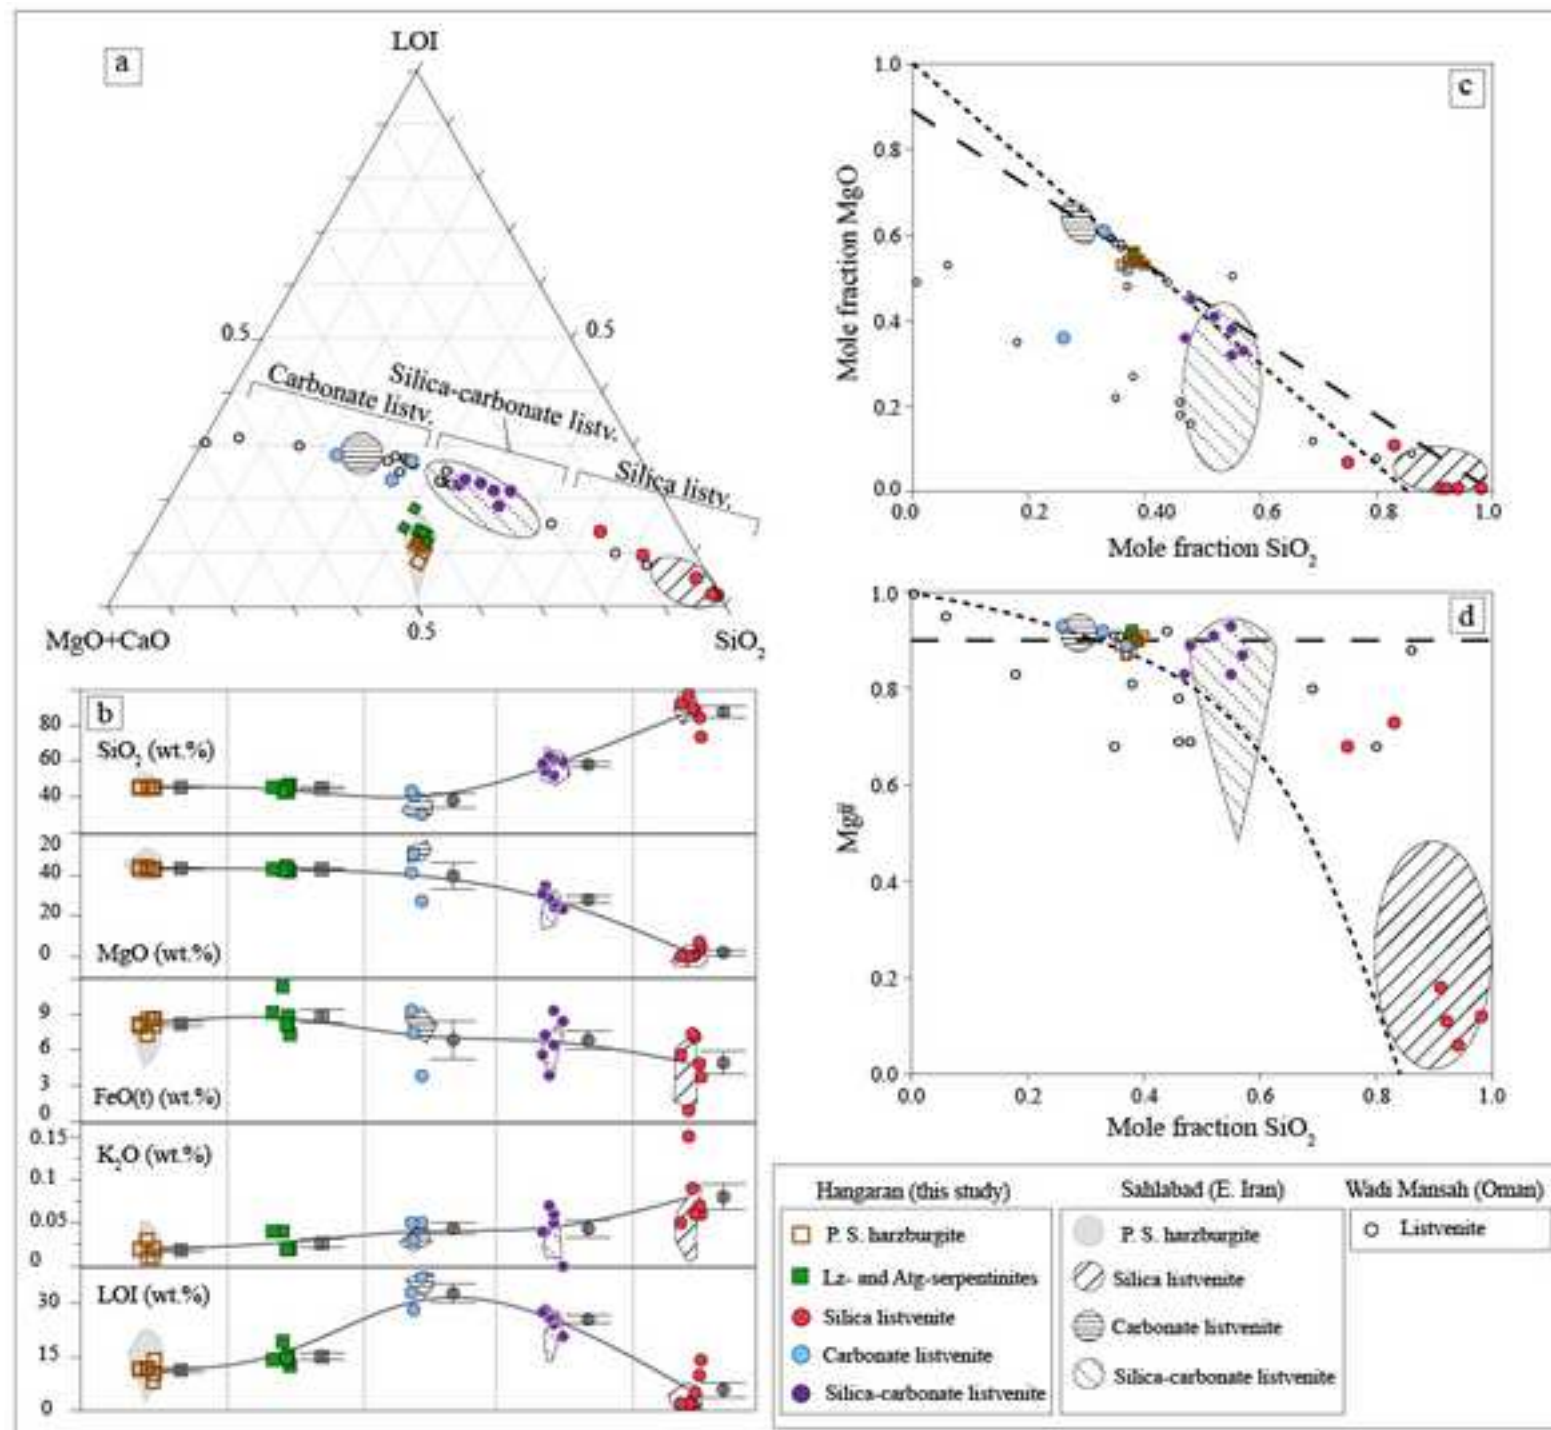 a
LOI
0.5
0.5
Carbonate listv.
Silica-carbonate listv.
Silica listv.
MgO+CaO
0.5
SiO2
b
SiO2 (wt.%)
80
60
40
MgO (wt.%)
20
40
20
0
FeO(t) (wt.%)
9
6
3
0
K2O (wt.%)
0.15
0.1
0.05
0
LOI (wt.%)
30
15
0
c
Mole fraction MgO
1.0
0.8
0.6
0.4
0.2
0.0
0.0 0.2 0.40 0.6 0.8 1.0
Mole fraction SiO2
d
Mg#
1.0
0.8
0.6
0.4
0.2
0.0
0.0 0.2 0.4 0.6 0.8 1.0
Mole fraction SiO2
Hangaran (this study)
P. S. harzburgite
Lz- and Atg-serpentinites
Silica listvenite
Carbonate listvenite
Silica-carbonate listvenite
Sahlabad (E. Iran)
P. S. harzburgite
Silica listvenite
Carbonate listvenite
Silica-carbonate listvenite
Wadi Mansah (Oman)
Listvenite